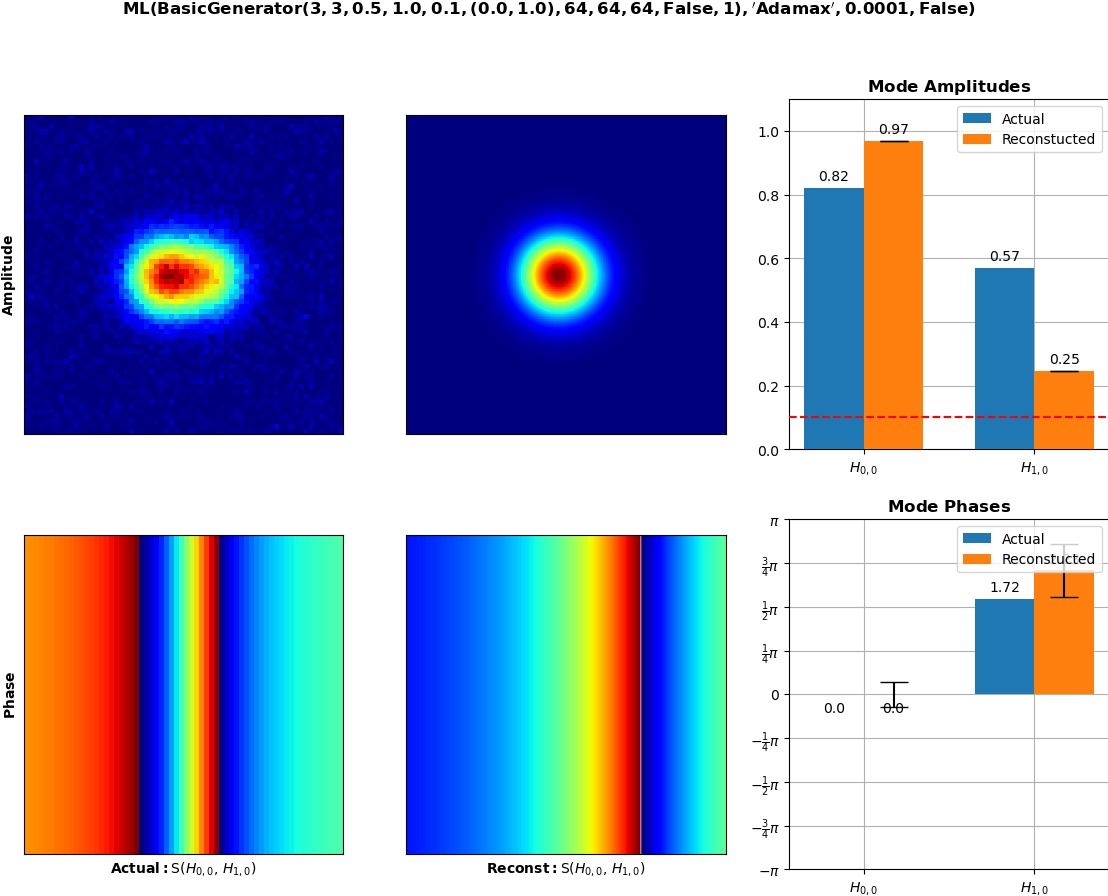 ML(BasicGenerator(3, 3, 0.5, 1.0, 0.1, (0.0, 1.0), 64, 64, 64, False, 1), ′Adamax′, 0.0001, False)
Amplitude
Mode Amplitudes
Actual
Reconstucted
1.0
0.8
0.6
0.4
0.2
0.0
0.82
0.97
0.57
0.25
H₀,₀
H₁,₀
Phase
Actual: S(H₀,₀, H₁,₀)
Reconst: S(H₀,₀, H₁,₀)
Mode Phases
Actual
Reconstucted
π
3/4π
1/2π
1/4π
0
−1/4π
−1/2π
−3/4π
−π
0.0
0.0
1.72
H₀,₀
H₁,₀